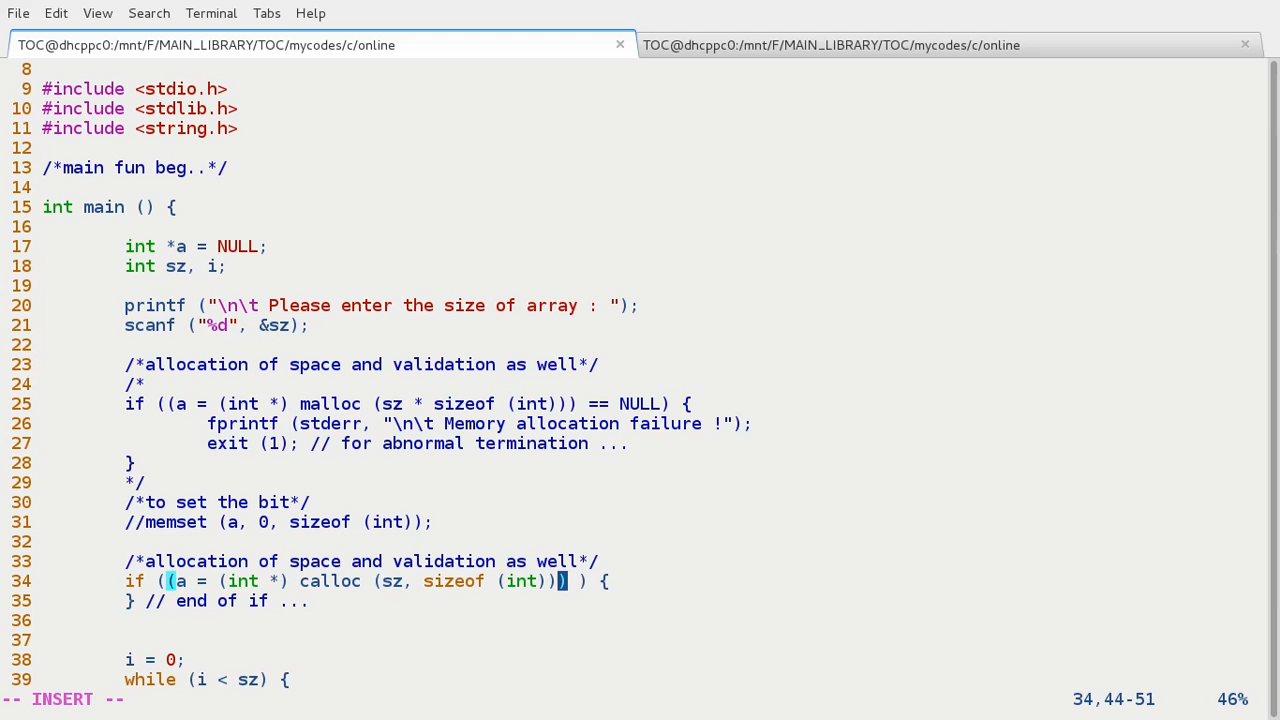 File Edit View Search Terminal Tabs Help
TOC@dhcppc0:/mnt/F/MAIN_LIBRARY/TOC/mycodes/c/online × TOC@dhcppc0:/mnt/F/MAIN_LIBRARY/TOC/mycodes/c/online ×
8
9 #include <stdio.h>
10 #include <stdlib.h>
11 #include <string.h>
12
13 /*main fun beg..*/
14
15 int main () {
16
17         int *a = NULL;
18         int sz, i;
19
20         printf ("\n\t Please enter the size of array : ");
21         scanf ("%d", &sz);
22
23         /*allocation of space and validation as well*/
24         /*
25         if ((a = (int *) malloc (sz * sizeof (int))) == NULL) {
26                 fprintf (stderr, "\n\t Memory allocation failure !");
27                 exit (1); // for abnormal termination ...
28         }
29         */
30         /*to set the bit*/
31         //memset (a, 0, sizeof (int));
32
33         /*allocation of space and validation as well*/
34         if ((a = (int *) calloc (sz, sizeof (int))) ) {
35         } // end of if ...
36
37
38         i = 0;
39         while (i < sz) {
-- INSERT -- 34,44-51 46%